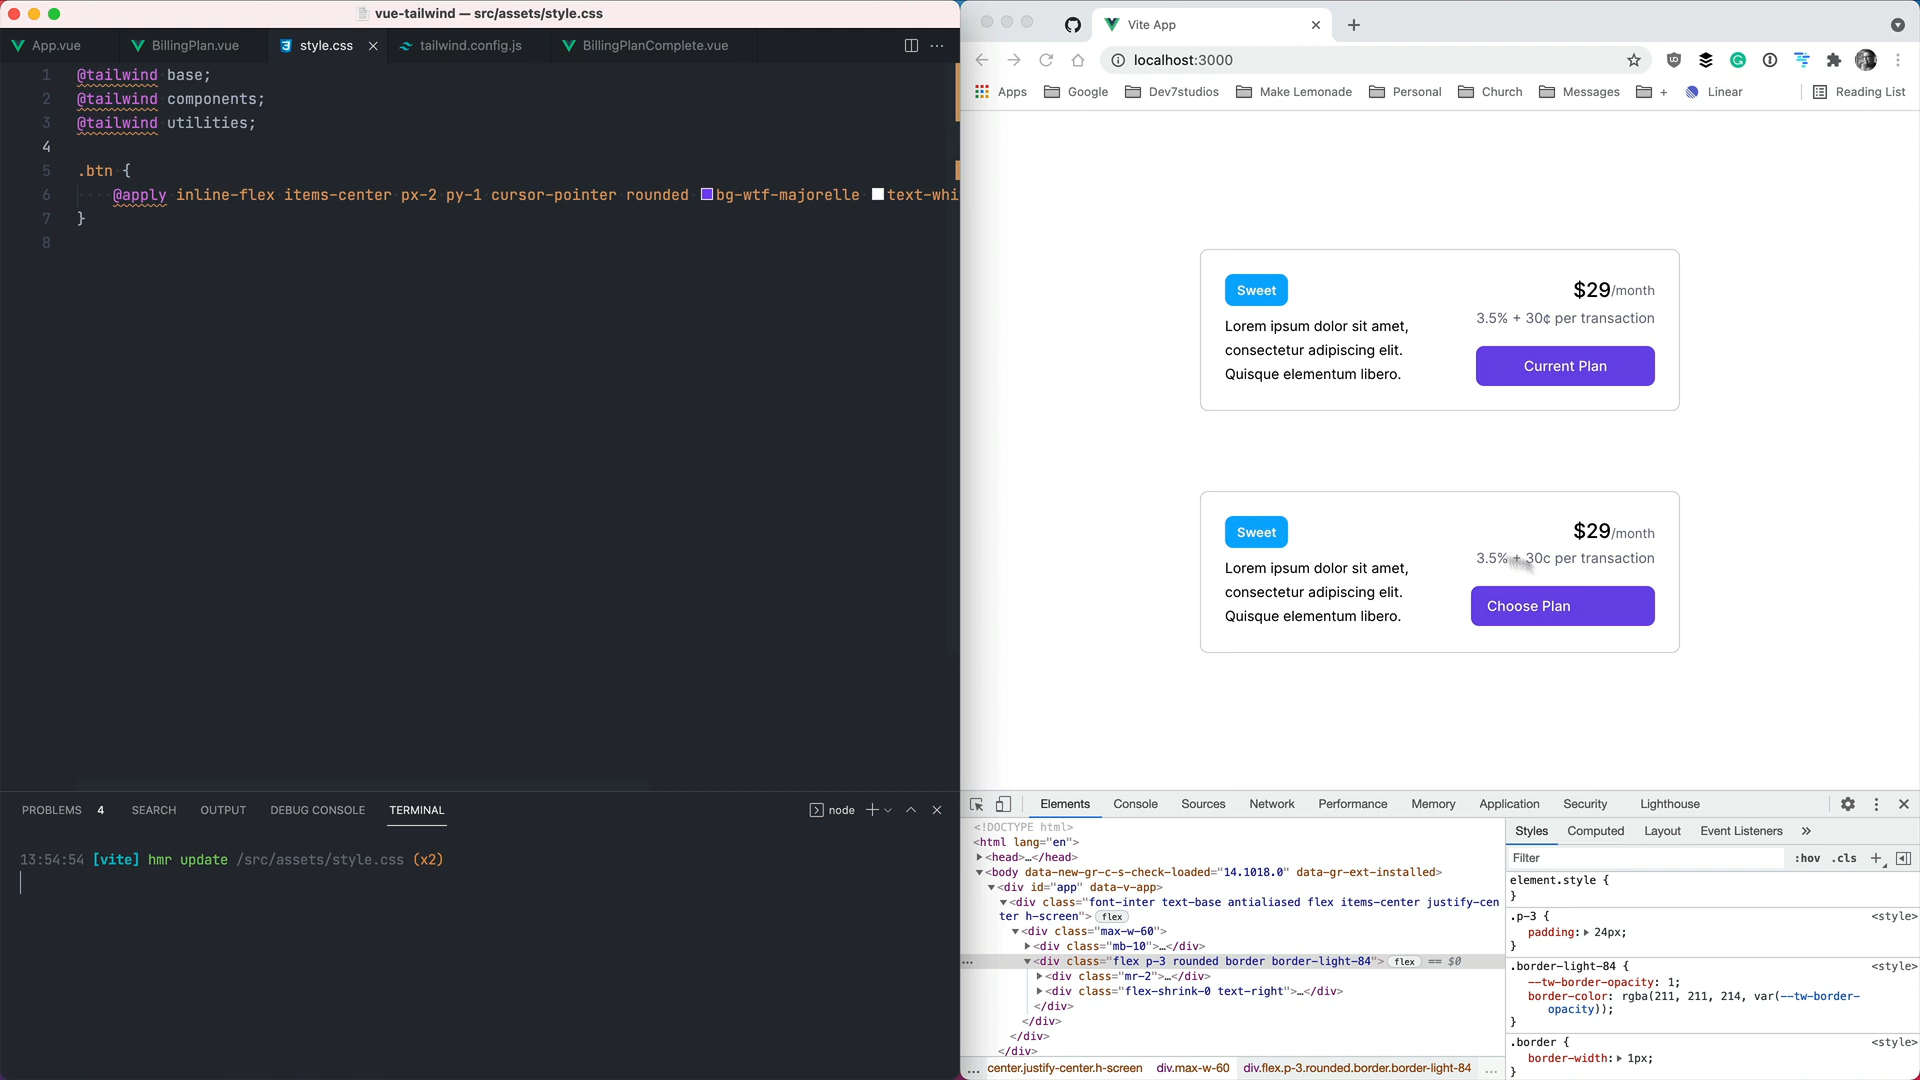 vue-tailwind — src/assets/style.css
App.vue
BillingPlan.vue
style.css
tailwind.config.js
BillingPlanComplete.vue
1 @tailwind base;
2 @tailwind components;
3 @tailwind utilities;
4
5 .btn {
6 @apply inline-flex items-center px-2 py-1 cursor-pointer rounded bg-wtf-majorelle text-whi
7 }
8
PROBLEMS 4 SEARCH OUTPUT DEBUG CONSOLE TERMINAL node
13:54:54 [vite] hmr update /src/assets/style.css (x2)
Vite App
localhost:3000
Apps Google Dev7studios Make Lemonade Personal Church Messages + Linear Reading List
Sweet
$29/month
3.5% + 30¢ per transaction
Lorem ipsum dolor sit amet,
consectetur adipiscing elit.
Quisque elementum libero.
Current Plan
Sweet
$29/month
3.5% + 30c per transaction
Lorem ipsum dolor sit amet,
consectetur adipiscing elit.
Quisque elementum libero.
Choose Plan
Elements Console Sources Network Performance Memory Application Security Lighthouse
<!DOCTYPE html>
<html lang="en">
<head>…</head>
<body data-new-gr-c-s-check-loaded="14.1018.0" data-gr-ext-installed>
<div id="app" data-v-app>
<div class="font-inter text-base antialiased flex items-center justify-cen
ter h-screen"> flex
<div class="max-w-60">
<div class="mb-10">…</div>
<div class="flex p-3 rounded border border-light-84"> flex == $0
<div class="mr-2">…</div>
<div class="flex-shrink-0 text-right">…</div>
</div>
</div>
</div>
</div>
… center.justify-center.h-screen div.max-w-60 div.flex.p-3.rounded.border.border-light-84 …
Styles Computed Layout Event Listeners »
Filter :hov .cls +
element.style {
}
.p-3 { <style>
padding: 24px;
}
.border-light-84 { <style>
--tw-border-opacity: 1;
border-color: rgba(211, 211, 214, var(--tw-border-
opacity));
}
.border { <style>
border-width: 1px;
}